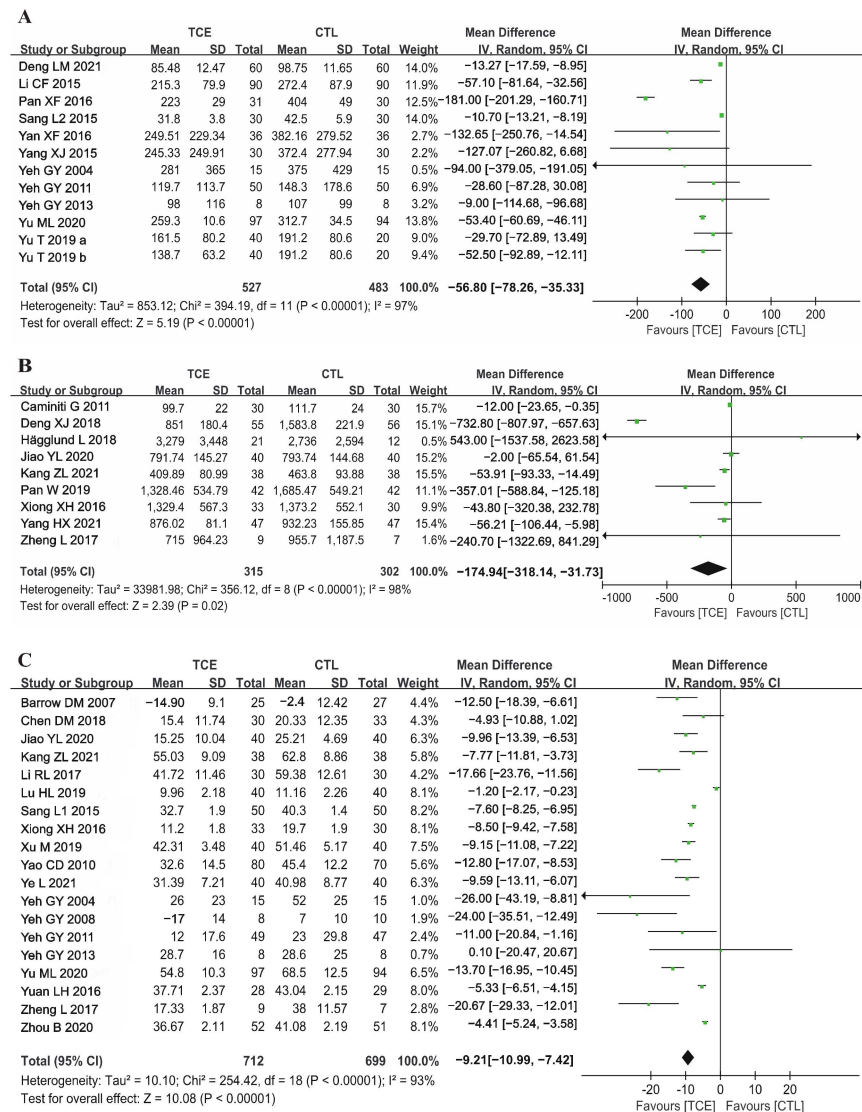 A
TCE CTL Mean Difference Mean Difference
Study or Subgroup Mean SD Total Mean SD Total Weight IV, Random, 95% CI IV, Random, 95% CI
Deng LM 2021 85.48 12.47 60 98.75 11.65 60 14.0% −13.27 [−17.59, −8.95]
Li CF 2015 215.3 79.9 90 272.4 87.9 90 11.9% −57.10 [−81.64, −32.56]
Pan XF 2016 223 29 31 404 49 30 12.5% −181.00 [−201.29, −160.71]
Sang L2 2015 31.8 3.8 30 42.5 5.9 30 14.0% −10.70 [−13.21, −8.19]
Yan XF 2016 249.51 229.34 36 382.16 279.52 36 2.7% −132.65 [−250.76, −14.54]
Yang XJ 2015 245.33 249.91 30 372.4 277.94 30 2.2% −127.07 [−260.82, 6.68]
Yeh GY 2004 281 365 15 375 429 15 0.5% −94.00 [−379.05, −191.05]
Yeh GY 2011 119.7 113.7 50 148.3 178.6 50 6.9% −28.60 [−87.28, 30.08]
Yeh GY 2013 98 116 8 107 99 8 3.2% −9.00 [−114.68, −96.68]
Yu ML 2020 259.3 10.6 97 312.7 34.5 94 13.8% −53.40 [−60.69, −46.11]
Yu T 2019 a 161.5 80.2 40 191.2 80.6 20 9.0% −29.70 [−72.89, 13.49]
Yu T 2019 b 138.7 63.2 40 191.2 80.6 20 9.4% −52.50 [−92.89, −12.11]
Total (95% CI) 527 483 100.0% −56.80 [−78.26, −35.33]
Heterogeneity: Tau² = 853.12; Chi² = 394.19, df = 11 (P < 0.00001); I² = 97%
Test for overall effect: Z = 5.19 (P < 0.00001)
-200 -100 0 100 200
Favours [TCE] Favours [CTL]
B
TCE CTL Mean Difference Mean Difference
Study or Subgroup Mean SD Total Mean SD Total Weight IV, Random, 95% CI IV, Random, 95% CI
Caminiti G 2011 99.7 22 30 111.7 24 30 15.7% −12.00 [−23.65, −0.35]
Deng XJ 2018 851 180.4 55 1,583.8 221.9 56 15.0% −732.80 [−807.97, −657.63]
Hägglund L 2018 3,279 3,448 21 2,736 2,594 12 0.5% 543.00 [−1537.58, 2623.58]
Jiao YL 2020 791.74 145.27 40 793.74 144.68 40 15.2% −2.00 [−65.54, 61.54]
Kang ZL 2021 409.89 80.99 38 463.8 93.88 38 15.5% −53.91 [−93.33, −14.49]
Pan W 2019 1,328.46 534.79 42 1,685.47 549.21 42 11.1% −357.01 [−588.84, −125.18]
Xiong XH 2016 1,329.4 567.3 33 1,373.2 552.1 30 9.9% −43.80 [−320.38, 232.78]
Yang HX 2021 876.02 81.1 47 932.23 155.85 47 15.4% −56.21 [−106.44, −5.98]
Zheng L 2017 715 964.23 9 955.7 1,187.5 7 1.6% −240.70 [−1322.69, 841.29]
Total (95% CI) 315 302 100.0% −174.94[−318.14, −31.73]
Heterogeneity: Tau² = 33981.98; Chi² = 356.12, df = 8 (P < 0.00001); I² = 98%
Test for overall effect: Z = 2.39 (P = 0.02)
-1000 -500 0 500 1000
Favours [TCE] Favours [CTL]
C
TCE CTL Mean Difference Mean Difference
Study or Subgroup Mean SD Total Mean SD Total Weight IV, Random, 95% CI IV, Random, 95% CI
Barrow DM 2007 −14.90 9.1 25 −2.4 12.42 27 4.4% −12.50 [−18.39, −6.61]
Chen DM 2018 15.4 11.74 30 20.33 12.35 33 4.3% −4.93 [−10.88, 1.02]
Jiao YL 2020 15.25 10.04 40 25.21 4.69 40 6.3% −9.96 [−13.39, −6.53]
Kang ZL 2021 55.03 9.09 38 62.8 8.86 38 5.8% −7.77 [−11.81, −3.73]
Li RL 2017 41.72 11.46 30 59.38 12.61 30 4.2% −17.66 [−23.76, −11.56]
Lu HL 2019 9.96 2.18 40 11.16 2.26 40 8.1% −1.20 [−2.17, −0.23]
Sang L1 2015 32.7 1.9 50 40.3 1.4 50 8.2% −7.60 [−8.25, −6.95]
Xiong XH 2016 11.2 1.8 33 19.7 1.9 30 8.1% −8.50 [−9.42, −7.58]
Xu M 2019 42.31 3.48 40 51.46 5.17 40 7.5% −9.15 [−11.08, −7.22]
Yao CD 2010 32.6 14.5 80 45.4 12.2 70 5.6% −12.80 [−17.07, −8.53]
Ye L 2021 31.39 7.21 40 40.98 8.77 40 6.3% −9.59 [−13.11, −6.07]
Yeh GY 2004 26 23 15 52 25 15 1.0% −26.00 [−43.19, −8.81]
Yeh GY 2008 −17 14 8 7 10 10 1.9% −24.00 [−35.51, −12.49]
Yeh GY 2011 12 17.6 49 23 29.8 47 2.4% −11.00 [−20.84, −1.16]
Yeh GY 2013 28.7 16 8 28.6 25 8 0.7% 0.10 [−20.47, 20.67]
Yu ML 2020 54.8 10.3 97 68.5 12.5 94 6.5% −13.70 [−16.95, −10.45]
Yuan LH 2016 37.71 2.37 28 43.04 2.15 29 8.0% −5.33 [−6.51, −4.15]
Zheng L 2017 17.33 1.87 9 38 11.57 7 2.8% −20.67 [−29.33, −12.01]
Zhou B 2020 36.67 2.11 52 41.08 2.19 51 8.1% −4.41 [−5.24, −3.58]
Total (95% CI) 712 699 100.0% −9.21[−10.99, −7.42]
Heterogeneity: Tau² = 10.10; Chi² = 254.42, df = 18 (P < 0.00001); I² = 93%
Test for overall effect: Z = 10.08 (P < 0.00001)
-20 -10 0 10 20
Favours [TCE] Favours [CTL]